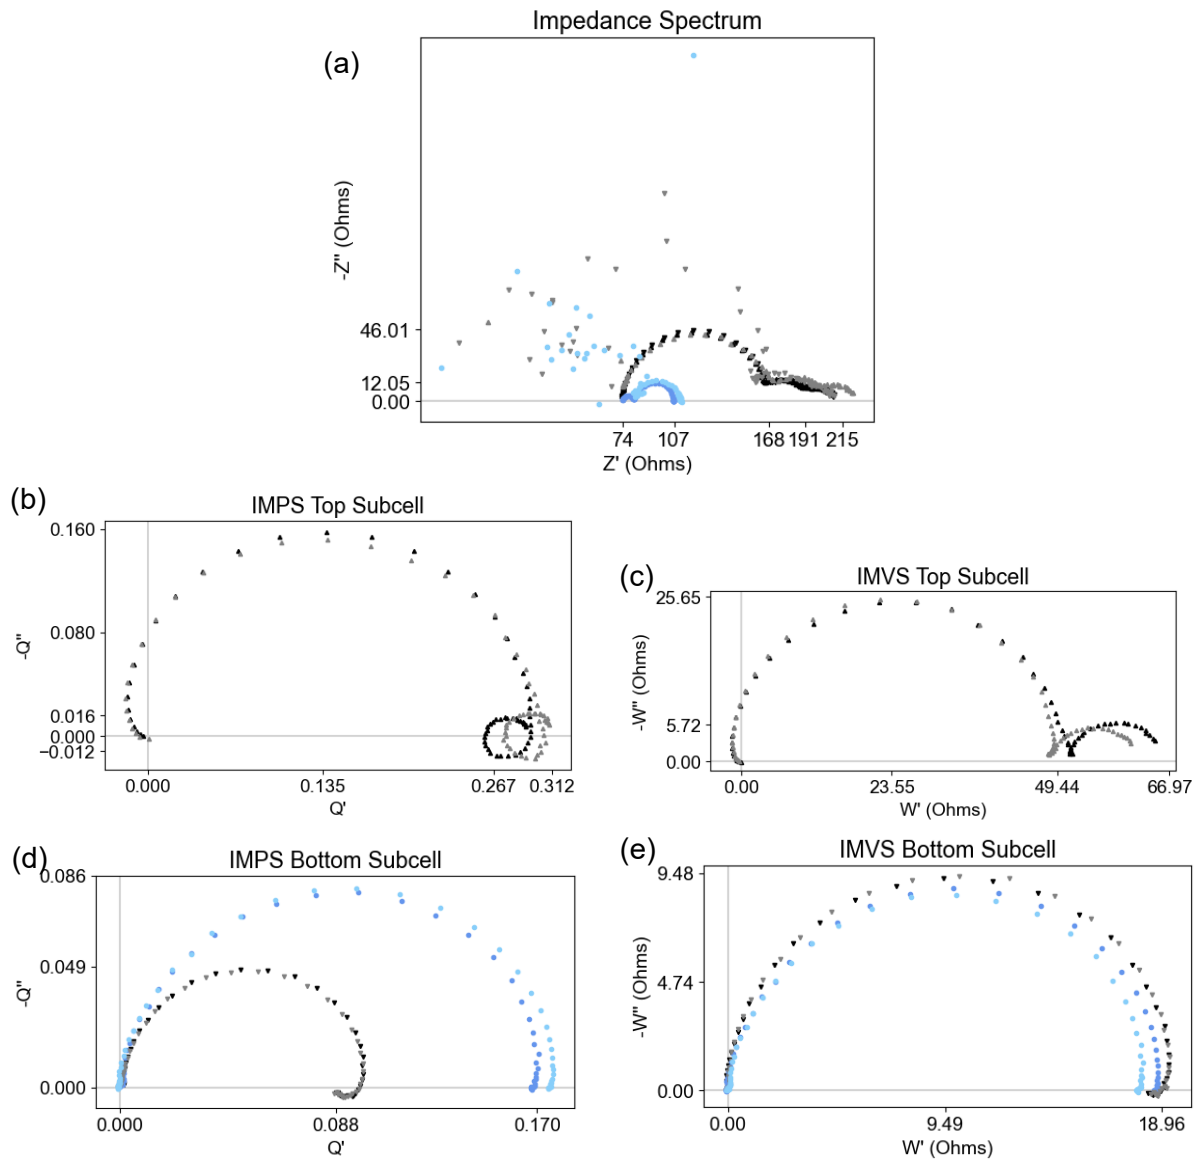 Impedance Spectrum
(a)
-Z'' (Ohms)
46.01
12.05
0.00
74 107 168 191 215
Z' (Ohms)
(b)
IMPS Top Subcell
0.160
0.080
0.016
0.000
−0.012
-Q''
0.000 0.135 0.267 0.312
Q'
(c)
IMVS Top Subcell
25.65
5.72
0.00
-W'' (Ohms)
0.00 23.55 49.44 66.97
W' (Ohms)
(d)
IMPS Bottom Subcell
0.086
0.049
0.000
-Q''
0.000 0.088 0.170
Q'
(e)
IMVS Bottom Subcell
9.48
4.74
0.00
-W'' (Ohms)
0.00 9.49 18.96
W' (Ohms)